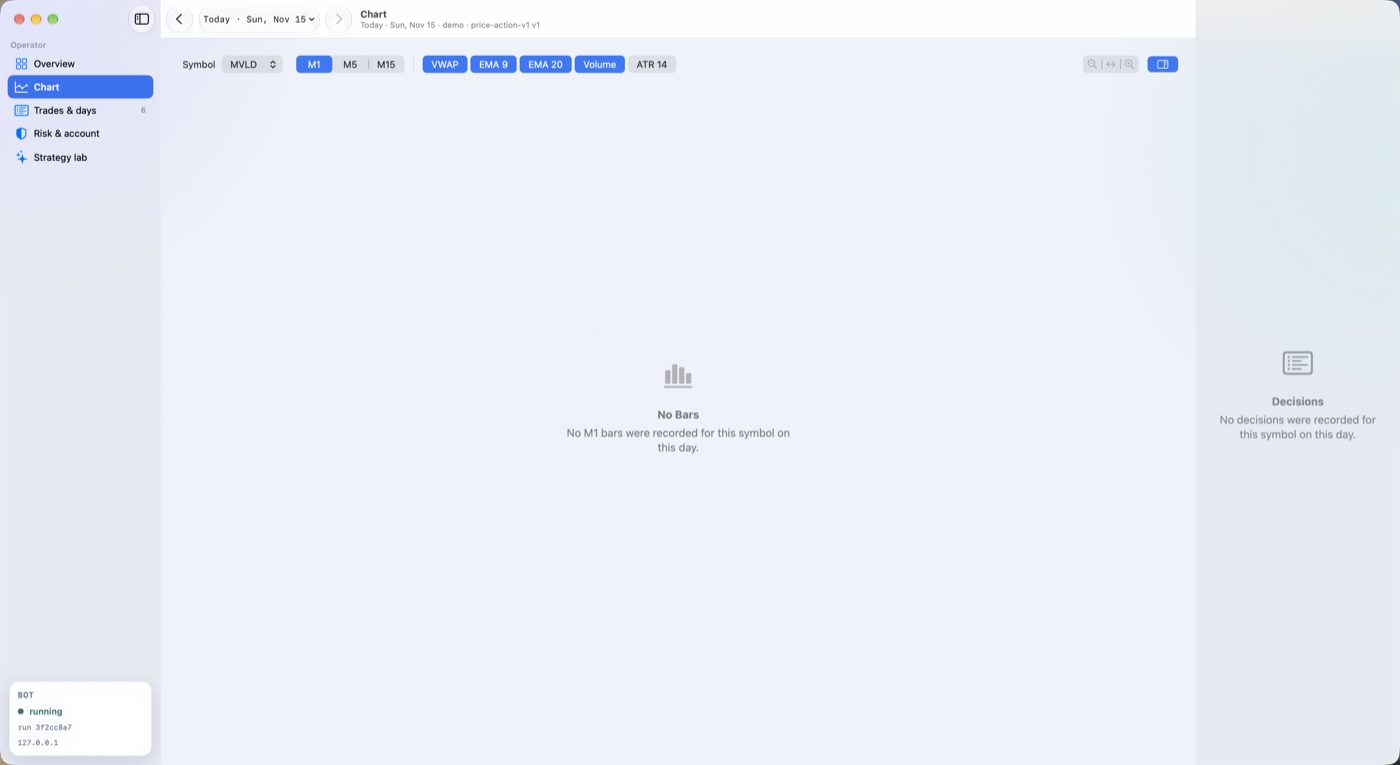 Today · Sun, Nov 15
Chart
Today · Sun, Nov 15 · demo · price-action-v1 v1
Operator
Overview
Chart
Trades & days 6
Risk & account
Strategy lab
Symbol MVLD M1 M5 M15 VWAP EMA 9 EMA 20 Volume ATR 14
No Bars
No M1 bars were recorded for this symbol on
this day.
Decisions
No decisions were recorded for
this symbol on this day.
BOT
running
run 3f2cc8a7
127.0.0.1